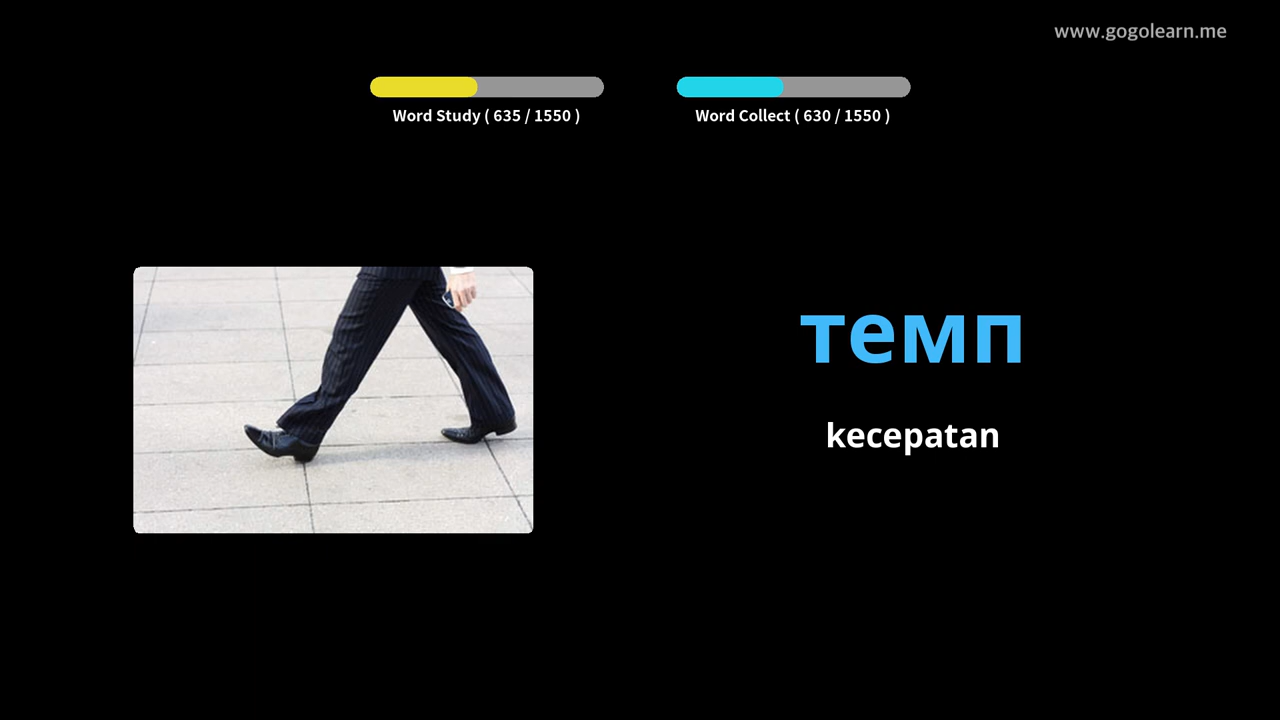 www.gogolearn.me
Word Study ( 635 / 1550 )
Word Collect ( 630 / 1550 )
темп
kecepatan